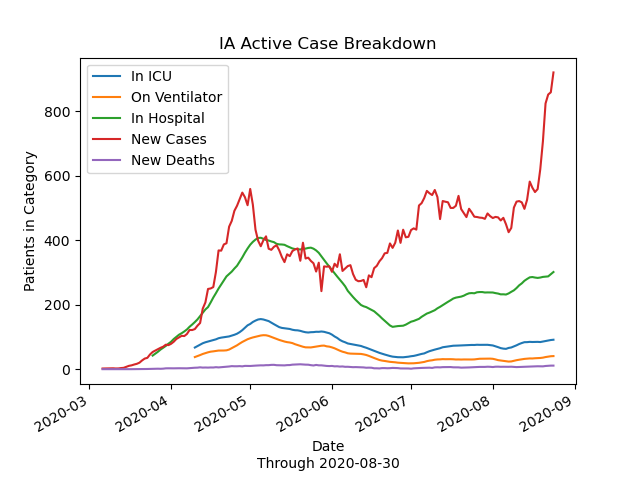 IA Active Case Breakdown
In ICU
On Ventilator
In Hospital
New Cases
New Deaths
Patients in Category
800
600
400
200
0
2020-03
2020-04
2020-05
2020-06
2020-07
2020-08
2020-09
Date
Through 2020-08-30